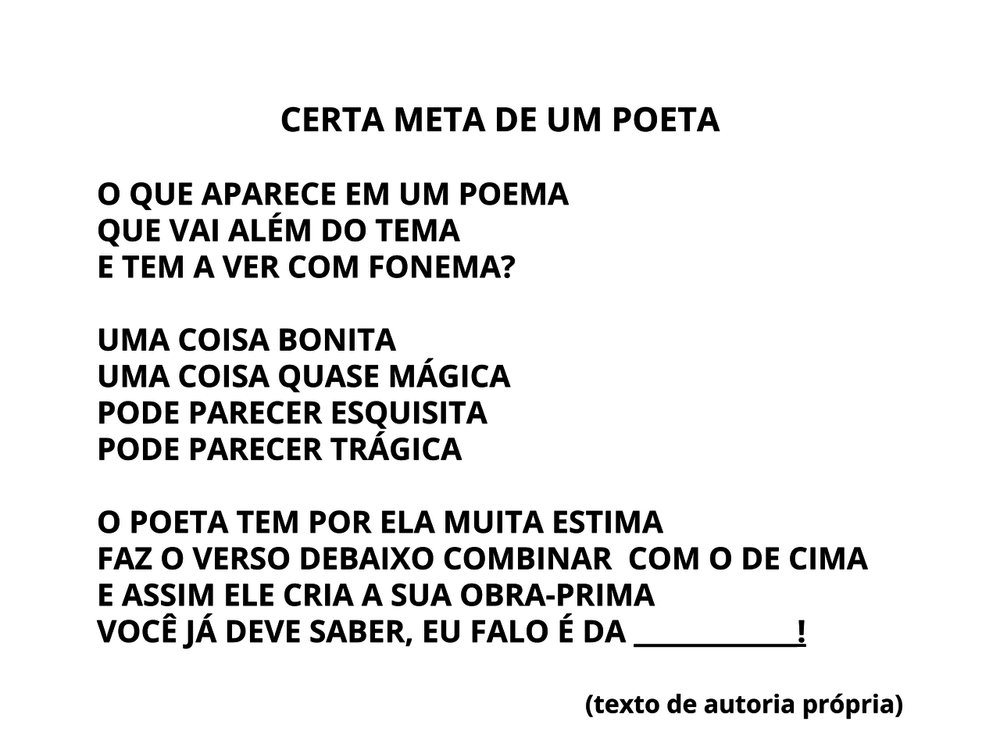 CERTA META DE UM POETA
O QUE APARECE EM UM POEMA
QUE VAI ALÉM DO TEMA
E TEM A VER COM FONEMA?
UMA COISA BONITA
UMA COISA QUASE MÁGICA
PODE PARECER ESQUISITA
PODE PARECER TRÁGICA
O POETA TEM POR ELA MUITA ESTIMA
FAZ O VERSO DEBAIXO COMBINAR  COM O DE CIMA
E ASSIM ELE CRIA A SUA OBRA-PRIMA
VOCÊ JÁ DEVE SABER, EU FALO É DA ____________!
(texto de autoria própria)